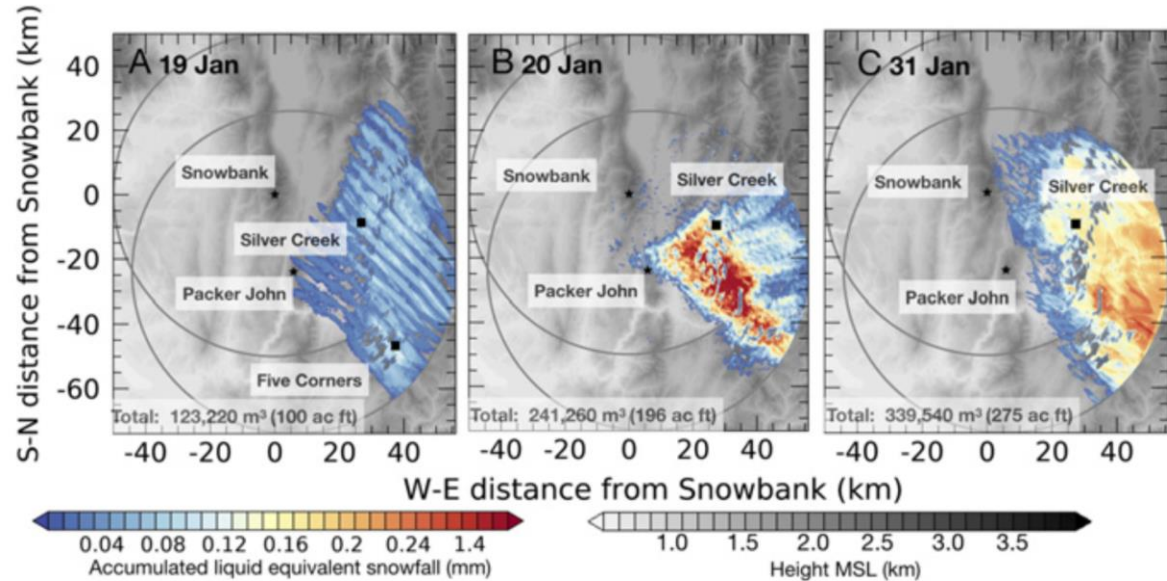 A 19 Jan
B 20 Jan
C 31 Jan
S-N distance from Snowbank (km)
40
20
0
-20
-40
-60
Snowbank
Silver Creek
Packer John
Five Corners
Total: 123,220 m³ (100 ac ft)
Snowbank
Silver Creek
Packer John
Total: 241,260 m³ (196 ac ft)
Snowbank
Silver Creek
Packer John
Total: 339,540 m³ (275 ac ft)
-40 -20 0 20 40
-40 -20 0 20 40
-40 -20 0 20 40
W-E distance from Snowbank (km)
0.04 0.08 0.12 0.16 0.2 0.24 1.4
Accumulated liquid equivalent snowfall (mm)
1.0 1.5 2.0 2.5 3.0 3.5
Height MSL (km)